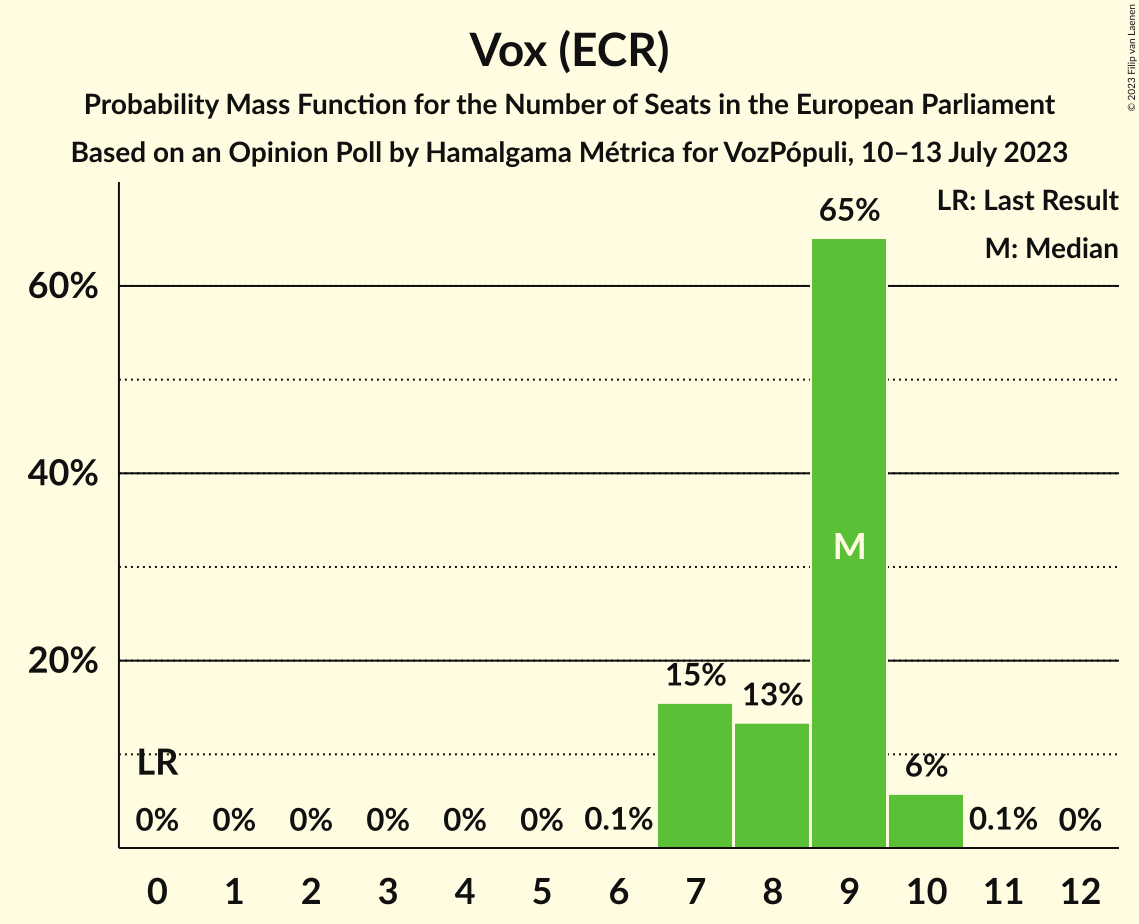 © 2023 Filip van Laenen
Vox (ECR)
Probability Mass Function for the Number of Seats in the European Parliament
Based on an Opinion Poll by Hamalgama Métrica for VozPópuli, 10–13 July 2023
LR: Last Result
M: Median
65%
60%
40%
M
20%
15%
13%
LR
6%
0% 0% 0% 0% 0% 0% 0.1% 0.1% 0%
0 1 2 3 4 5 6 7 8 9 10 11 12